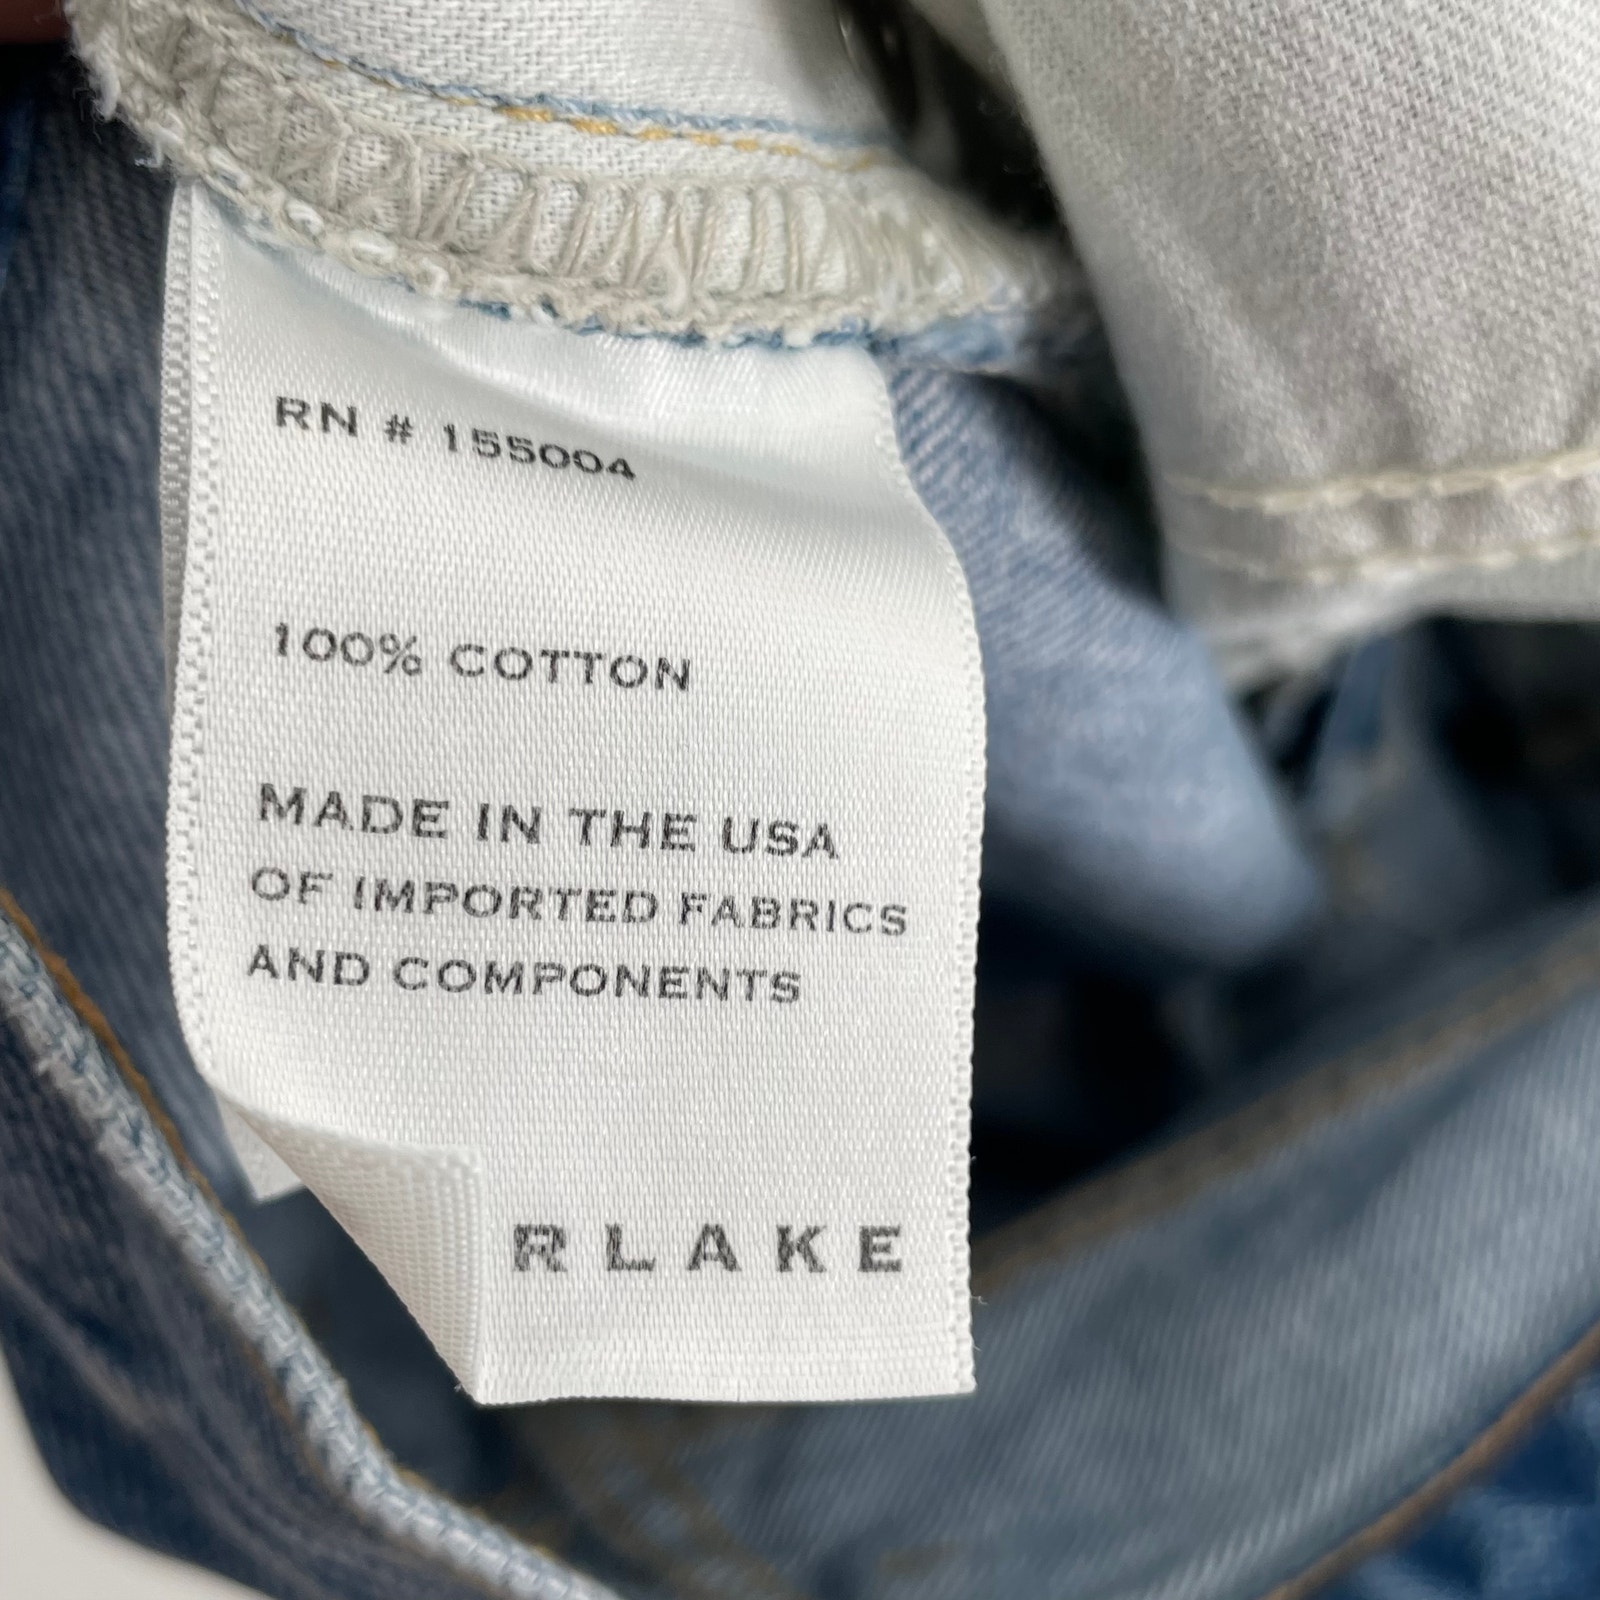 RN # 155004
100% COTTON
MADE IN THE USA
OF IMPORTED FABRICS
AND COMPONENTS
RLAKE